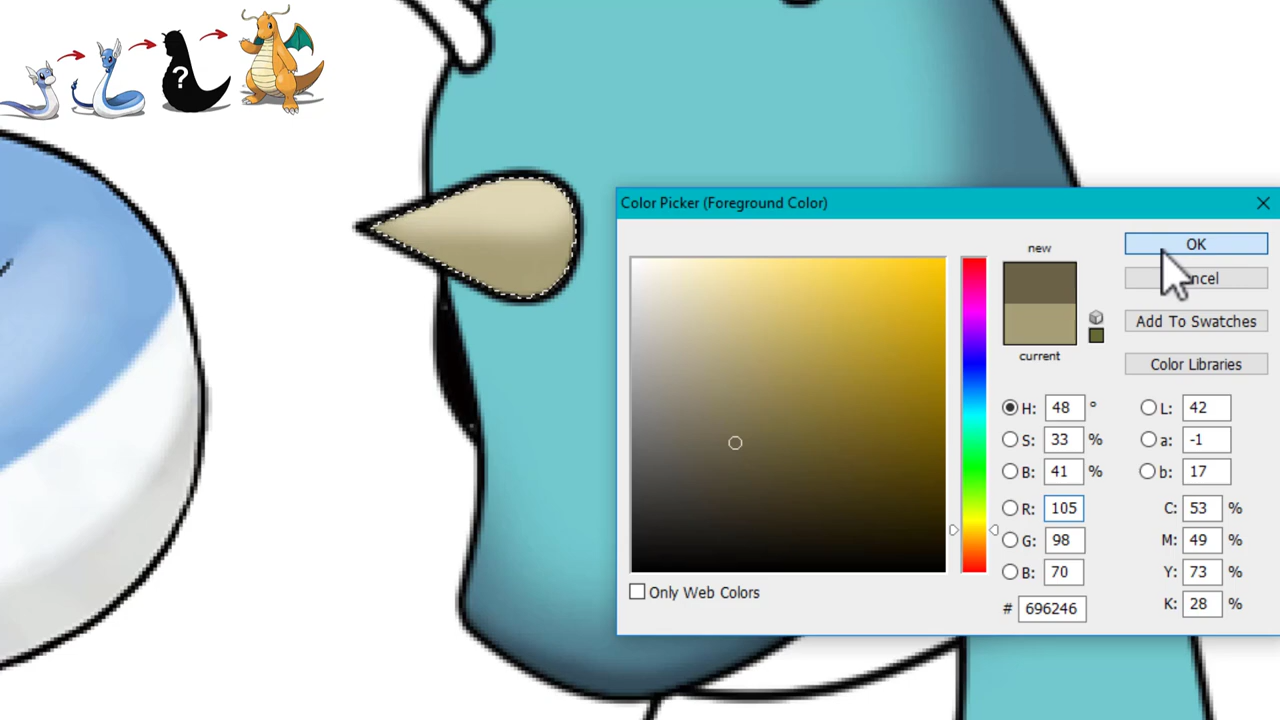 ?
Color Picker (Foreground Color)
new
OK
current
Add To Swatches
Color Libraries
H: 48 °
L: 42
S: 33 %
a: -1
B: 41 %
b: 17
R: 105
C: 53 %
G: 98
M: 49 %
B: 70
Y: 73 %
Only Web Colors
K: 28 %
# 696246